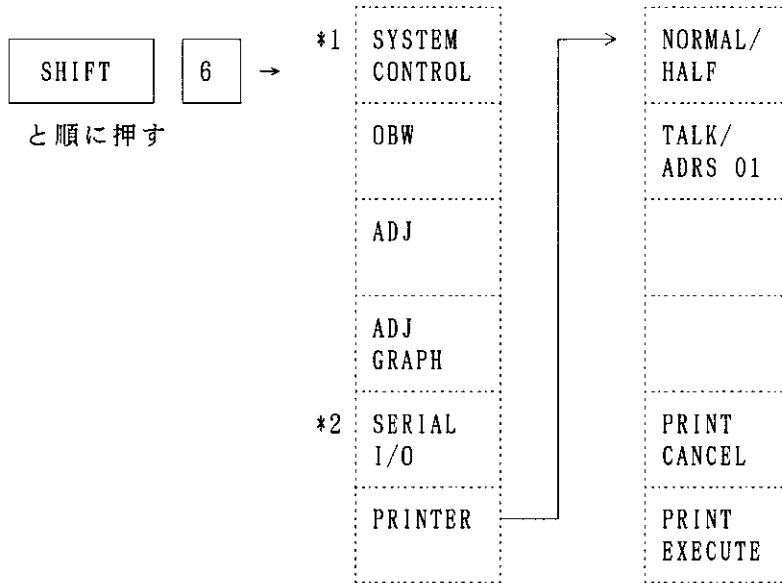 SHIFT
6
→
と順に押す
*1
SYSTEM
CONTROL
OBW
ADJ
ADJ
GRAPH
*2
SERIAL
I/O
PRINTER
NORMAL/
HALF
TALK/
ADRS 01
PRINT
CANCEL
PRINT
EXECUTE